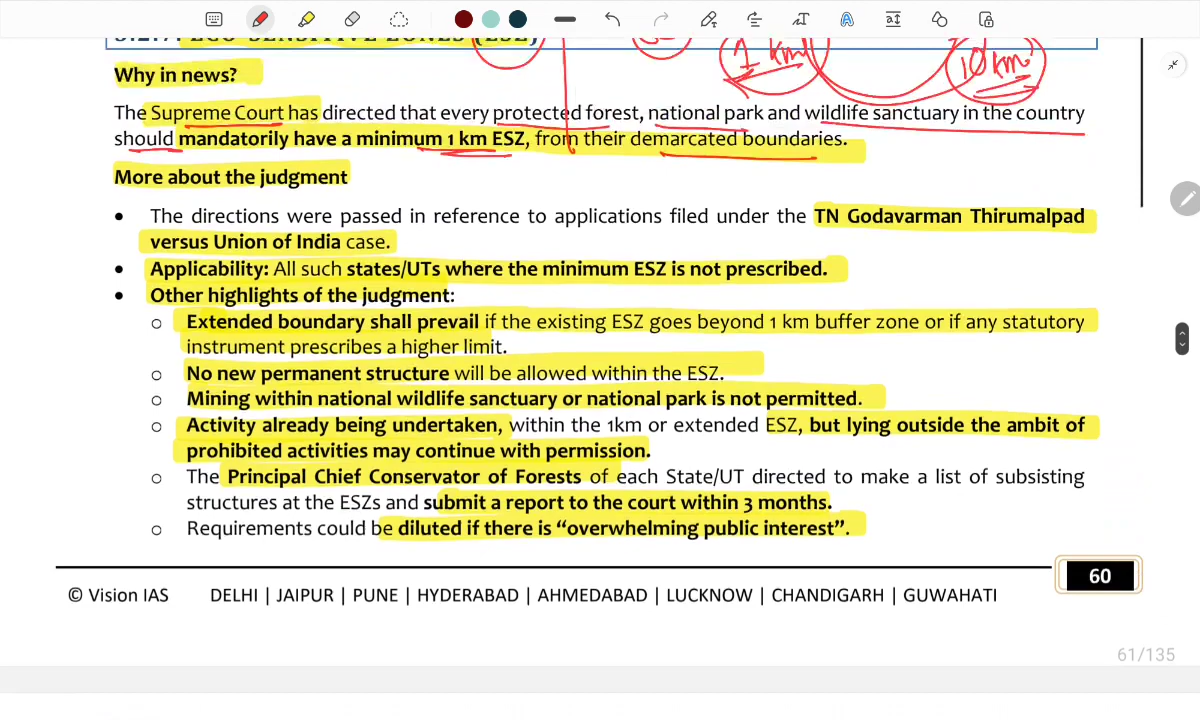 3.2.7. ECO-SENSITIVE ZONES (ESZ)
1 km
10 km
Why in news?
The Supreme Court has directed that every protected forest, national park and wildlife sanctuary in the country
should mandatorily have a minimum 1 km ESZ, from their demarcated boundaries.
More about the judgment
• The directions were passed in reference to applications filed under the TN Godavarman Thirumalpad
versus Union of India case.
• Applicability: All such states/UTs where the minimum ESZ is not prescribed.
• Other highlights of the judgment:
o Extended boundary shall prevail if the existing ESZ goes beyond 1 km buffer zone or if any statutory
instrument prescribes a higher limit.
o No new permanent structure will be allowed within the ESZ.
o Mining within national wildlife sanctuary or national park is not permitted.
o Activity already being undertaken, within the 1km or extended ESZ, but lying outside the ambit of
prohibited activities may continue with permission.
o The Principal Chief Conservator of Forests of each State/UT directed to make a list of subsisting
structures at the ESZs and submit a report to the court within 3 months.
o Requirements could be diluted if there is “overwhelming public interest”.
60
© Vision IAS DELHI | JAIPUR | PUNE | HYDERABAD | AHMEDABAD | LUCKNOW | CHANDIGARH | GUWAHATI
61/135